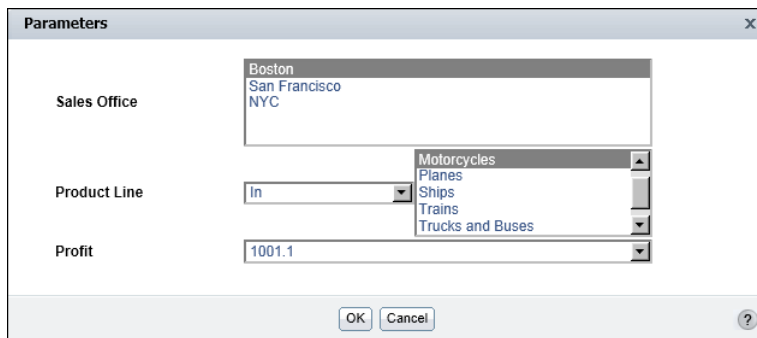 Parameters x
Sales Office
Boston
San Francisco
NYC
Product Line
In
Motorcycles
Planes
Ships
Trains
Trucks and Buses
Profit
1001.1
OK Cancel ?